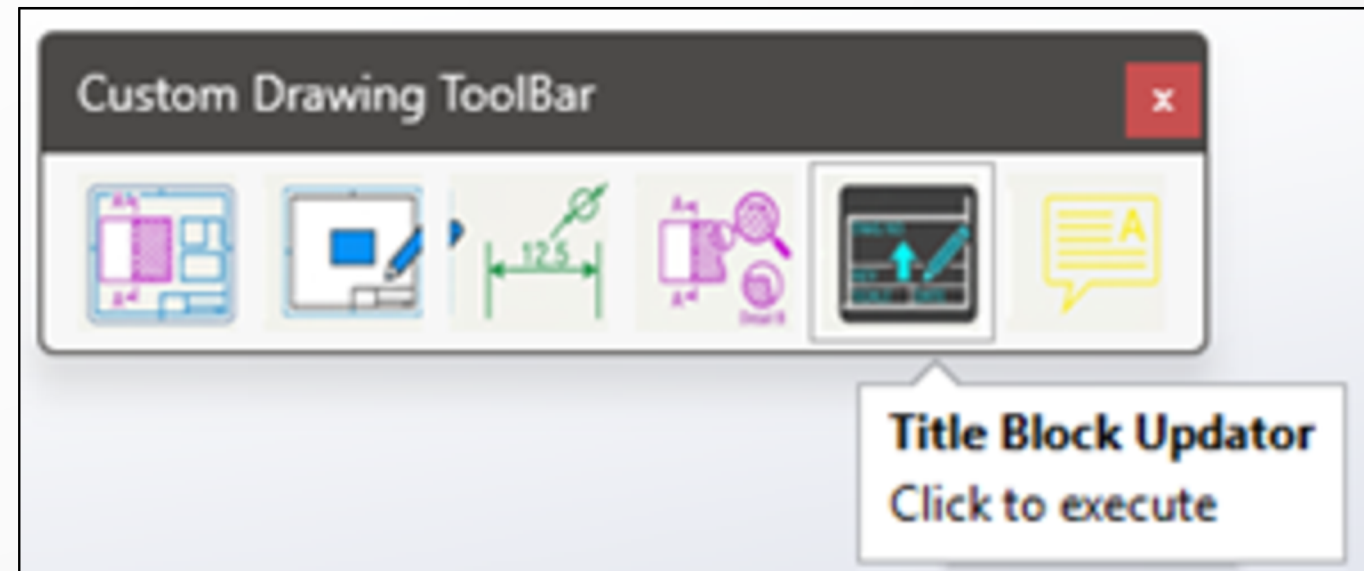 Custom Drawing ToolBar
x
12.5
A
Title Block Updator
Click to execute